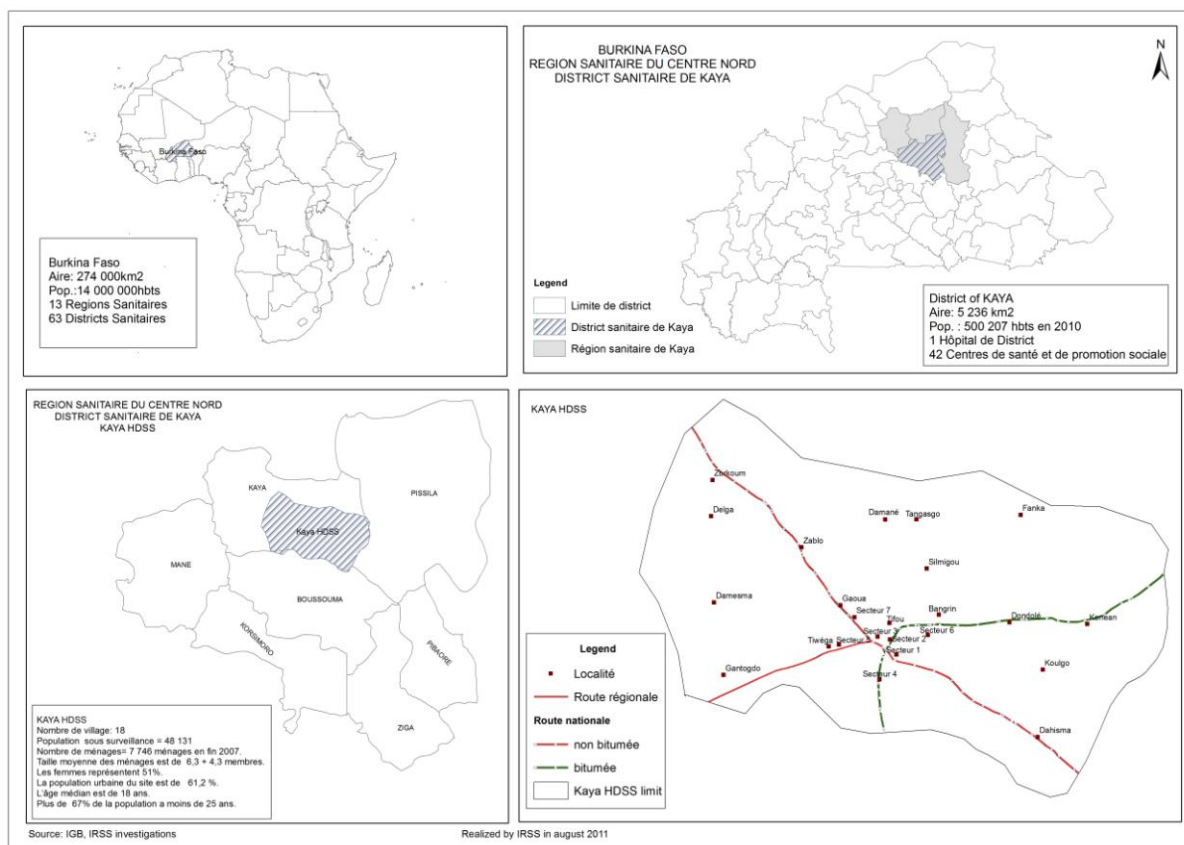 Burkina Faso
Burkina Faso
Aire: 274 000km2
Pop.:14 000 000hbts
13 Regions Sanitaires
63 Districts Sanitaires
BURKINA FASO
REGION SANITAIRE DU CENTRE NORD
DISTRICT SANITAIRE DE KAYA
N
Legend
Limite de district
District sanitaire de Kaya
Région sanitaire de Kaya
District of KAYA
Aire: 5 236 km2
Pop. : 500 207 hbts en 2010
1 Hôpital de District
42 Centres de santé et de promotion sociale
REGION SANITAIRE DU CENTRE NORD
DISTRICT SANITAIRE DE KAYA
KAYA HDSS
KAYA
PISSILA
Kaya HDSS
MANE
BOUSSOUMA
KORSIMORO
PIBAORE
ZIGA
KAYA HDSS
Nombre de village: 18
Population sous surveillance = 48 131
Nombre de ménages= 7 746 ménages en fin 2007.
Taille moyenne des ménages est de 6,3 + 4,3 membres.
Les femmes représentent 51%.
La population urbaine du site est de 61,2 %.
L'âge médian est de 18 ans.
Plus de 67% de la population a moins de 25 ans.
KAYA HDSS
Delga
Damané
Tangasgo
Fanka
Zablo
Silmigou
Damesma
Gaoua
Secteur 7
Bangrin
Tifou
Dondolé
Secteur 3
Secteur 6
Tiwéga
Secteur
Secteur 2
Secteur 1
Koulgo
Gantogdo
Secteur 4
Dahisma
Legend
Localité
Route régionale
Route nationale
non bitumée
bitumée
Kaya HDSS limit
Source: IGB, IRSS investigations
Realized by IRSS in august 2011